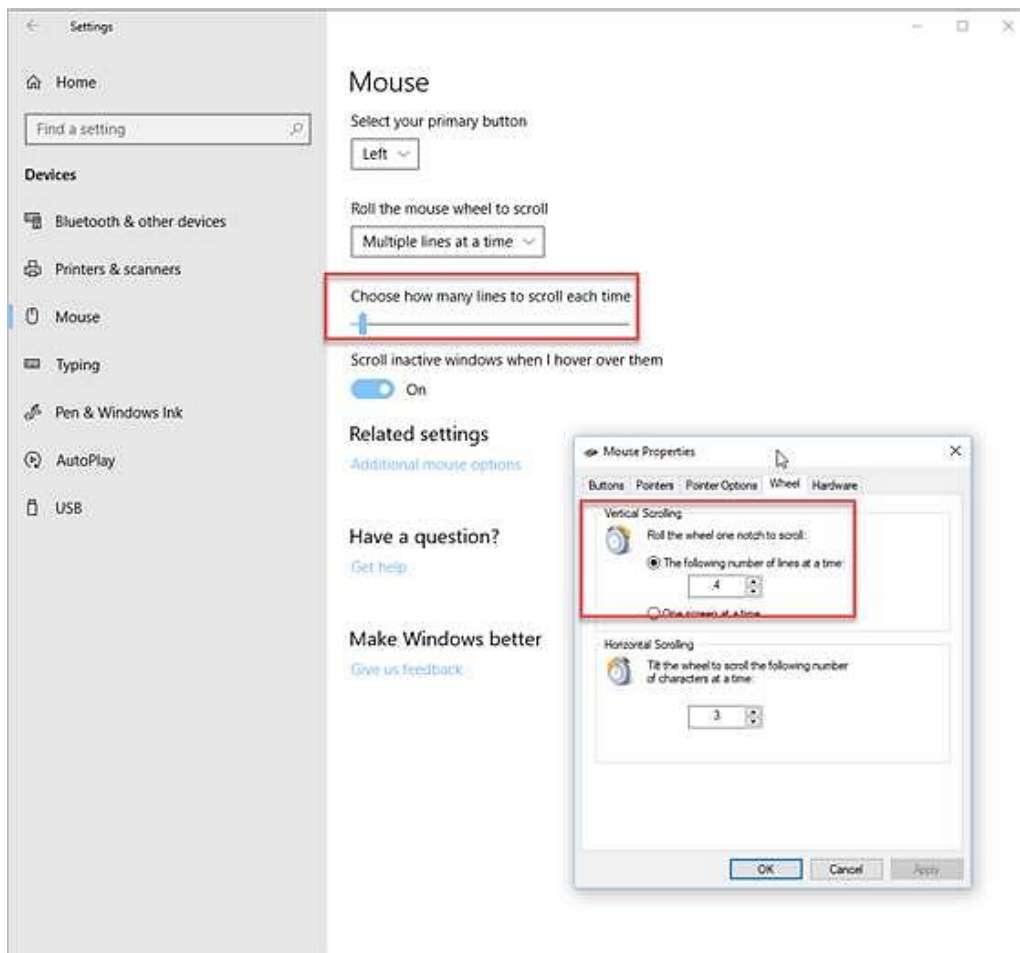 Settings
Home
Find a setting
Devices
Bluetooth & other devices
Printers & scanners
Mouse
Typing
Pen & Windows Ink
AutoPlay
USB
Mouse
Select your primary button
Left
Roll the mouse wheel to scroll
Multiple lines at a time
Choose how many lines to scroll each time
Scroll inactive windows when I hover over them
On
Related settings
Additional mouse options
Have a question?
Get help
Make Windows better
Give us feedback
Mouse Properties
Buttons Pointers Pointer Options Wheel Hardware
Vertical Scrolling
Roll the wheel one notch to scroll:
The following number of lines at a time:
4
One screen at a time
Horizontal Scrolling
Tilt the wheel to scroll the following number
of characters at a time:
3
OK Cancel Apply